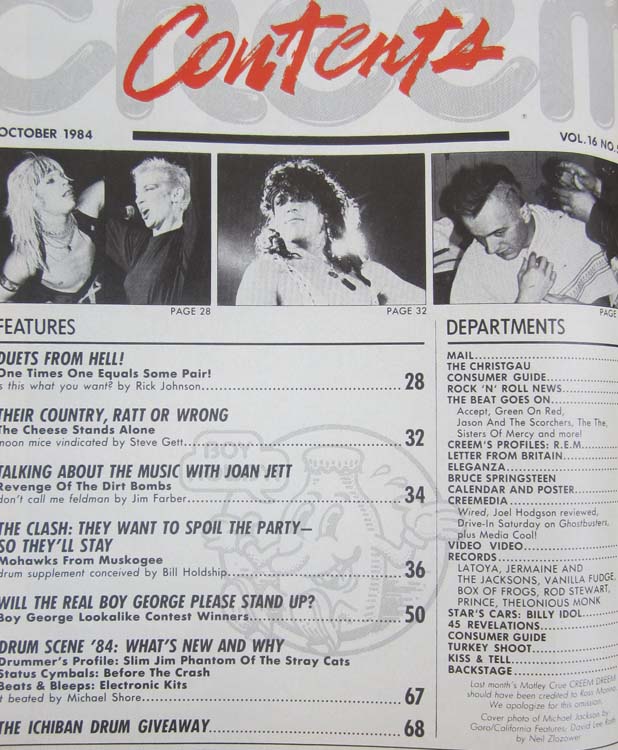 creem
Contents
OCTOBER 1984
VOL. 16 NO.
PAGE 28
PAGE 32
PAGE
FEATURES
DUETS FROM HELL!
One Times One Equals Some Pair!
is this what you want? by Rick Johnson...28
THEIR COUNTRY, RATT OR WRONG
The Cheese Stands Alone
moon mice vindicated by Steve Gett...32
TALKING ABOUT THE MUSIC WITH JOAN JETT
Revenge Of The Dirt Bombs
don't call me feldman by Jim Farber...34
THE CLASH: THEY WANT TO SPOIL THE PARTY—
SO THEY'LL STAY
Mohawks From Muskogee
drum supplement conceived by Bill Holdship...36
WILL THE REAL BOY GEORGE PLEASE STAND UP?
Boy George Lookalike Contest Winners...50
DRUM SCENE '84: WHAT'S NEW AND WHY
Drummer's Profile: Slim Jim Phantom Of The Stray Cats
Status Cymbals: Before The Crash
Beats & Bleeps: Electronic Kits
t beated by Michael Shore...67
THE ICHIBAN DRUM GIVEAWAY...68
BOY HOWDY!
DEPARTMENTS
MAIL...
THE CHRISTGAU
CONSUMER GUIDE...
ROCK 'N' ROLL NEWS...
THE BEAT GOES ON...
Accept, Green On Red,
Jason And The Scorchers, The The,
Sisters Of Mercy and more!
CREEM'S PROFILES: R.E.M...
LETTER FROM BRITAIN...
ELEGANZA...
BRUCE SPRINGSTEEN
CALENDAR AND POSTER...
CREEMEDIA...
Wired, Joel Hodgson reviewed,
Drive-In Saturday on Ghostbusters,
plus Media Cool!
VIDEO VIDEO...
RECORDS...
LATOYA, JERMAINE AND
THE JACKSONS, VANILLA FUDGE,
BOX OF FROGS, ROD STEWART,
PRINCE, THELONIOUS MONK
STAR'S CARS: BILLY IDOL...
45 REVELATIONS...
CONSUMER GUIDE
TURKEY SHOOT...
KISS & TELL...
BACKSTAGE...
Last month's Motley Crue CREEM DREEM
should have been credited to Ross Marino.
We apologize for this omission.
Cover photo of Michael Jackson by
Garo/California Features; David Lee Roth
by Neil Zlozower